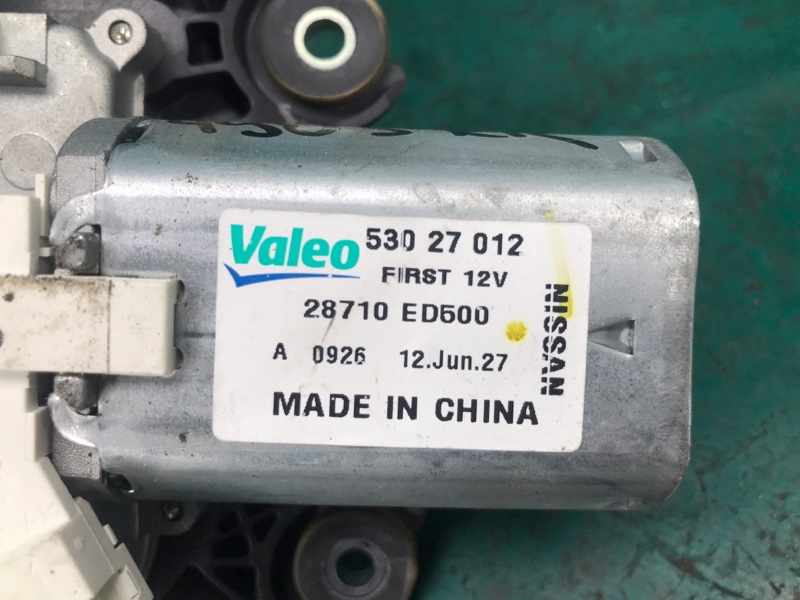 Valeo 530 27 012
FIRST 12V
28710 ED500
A 0926 12.Jun.27
MADE IN CHINA
NISSAN